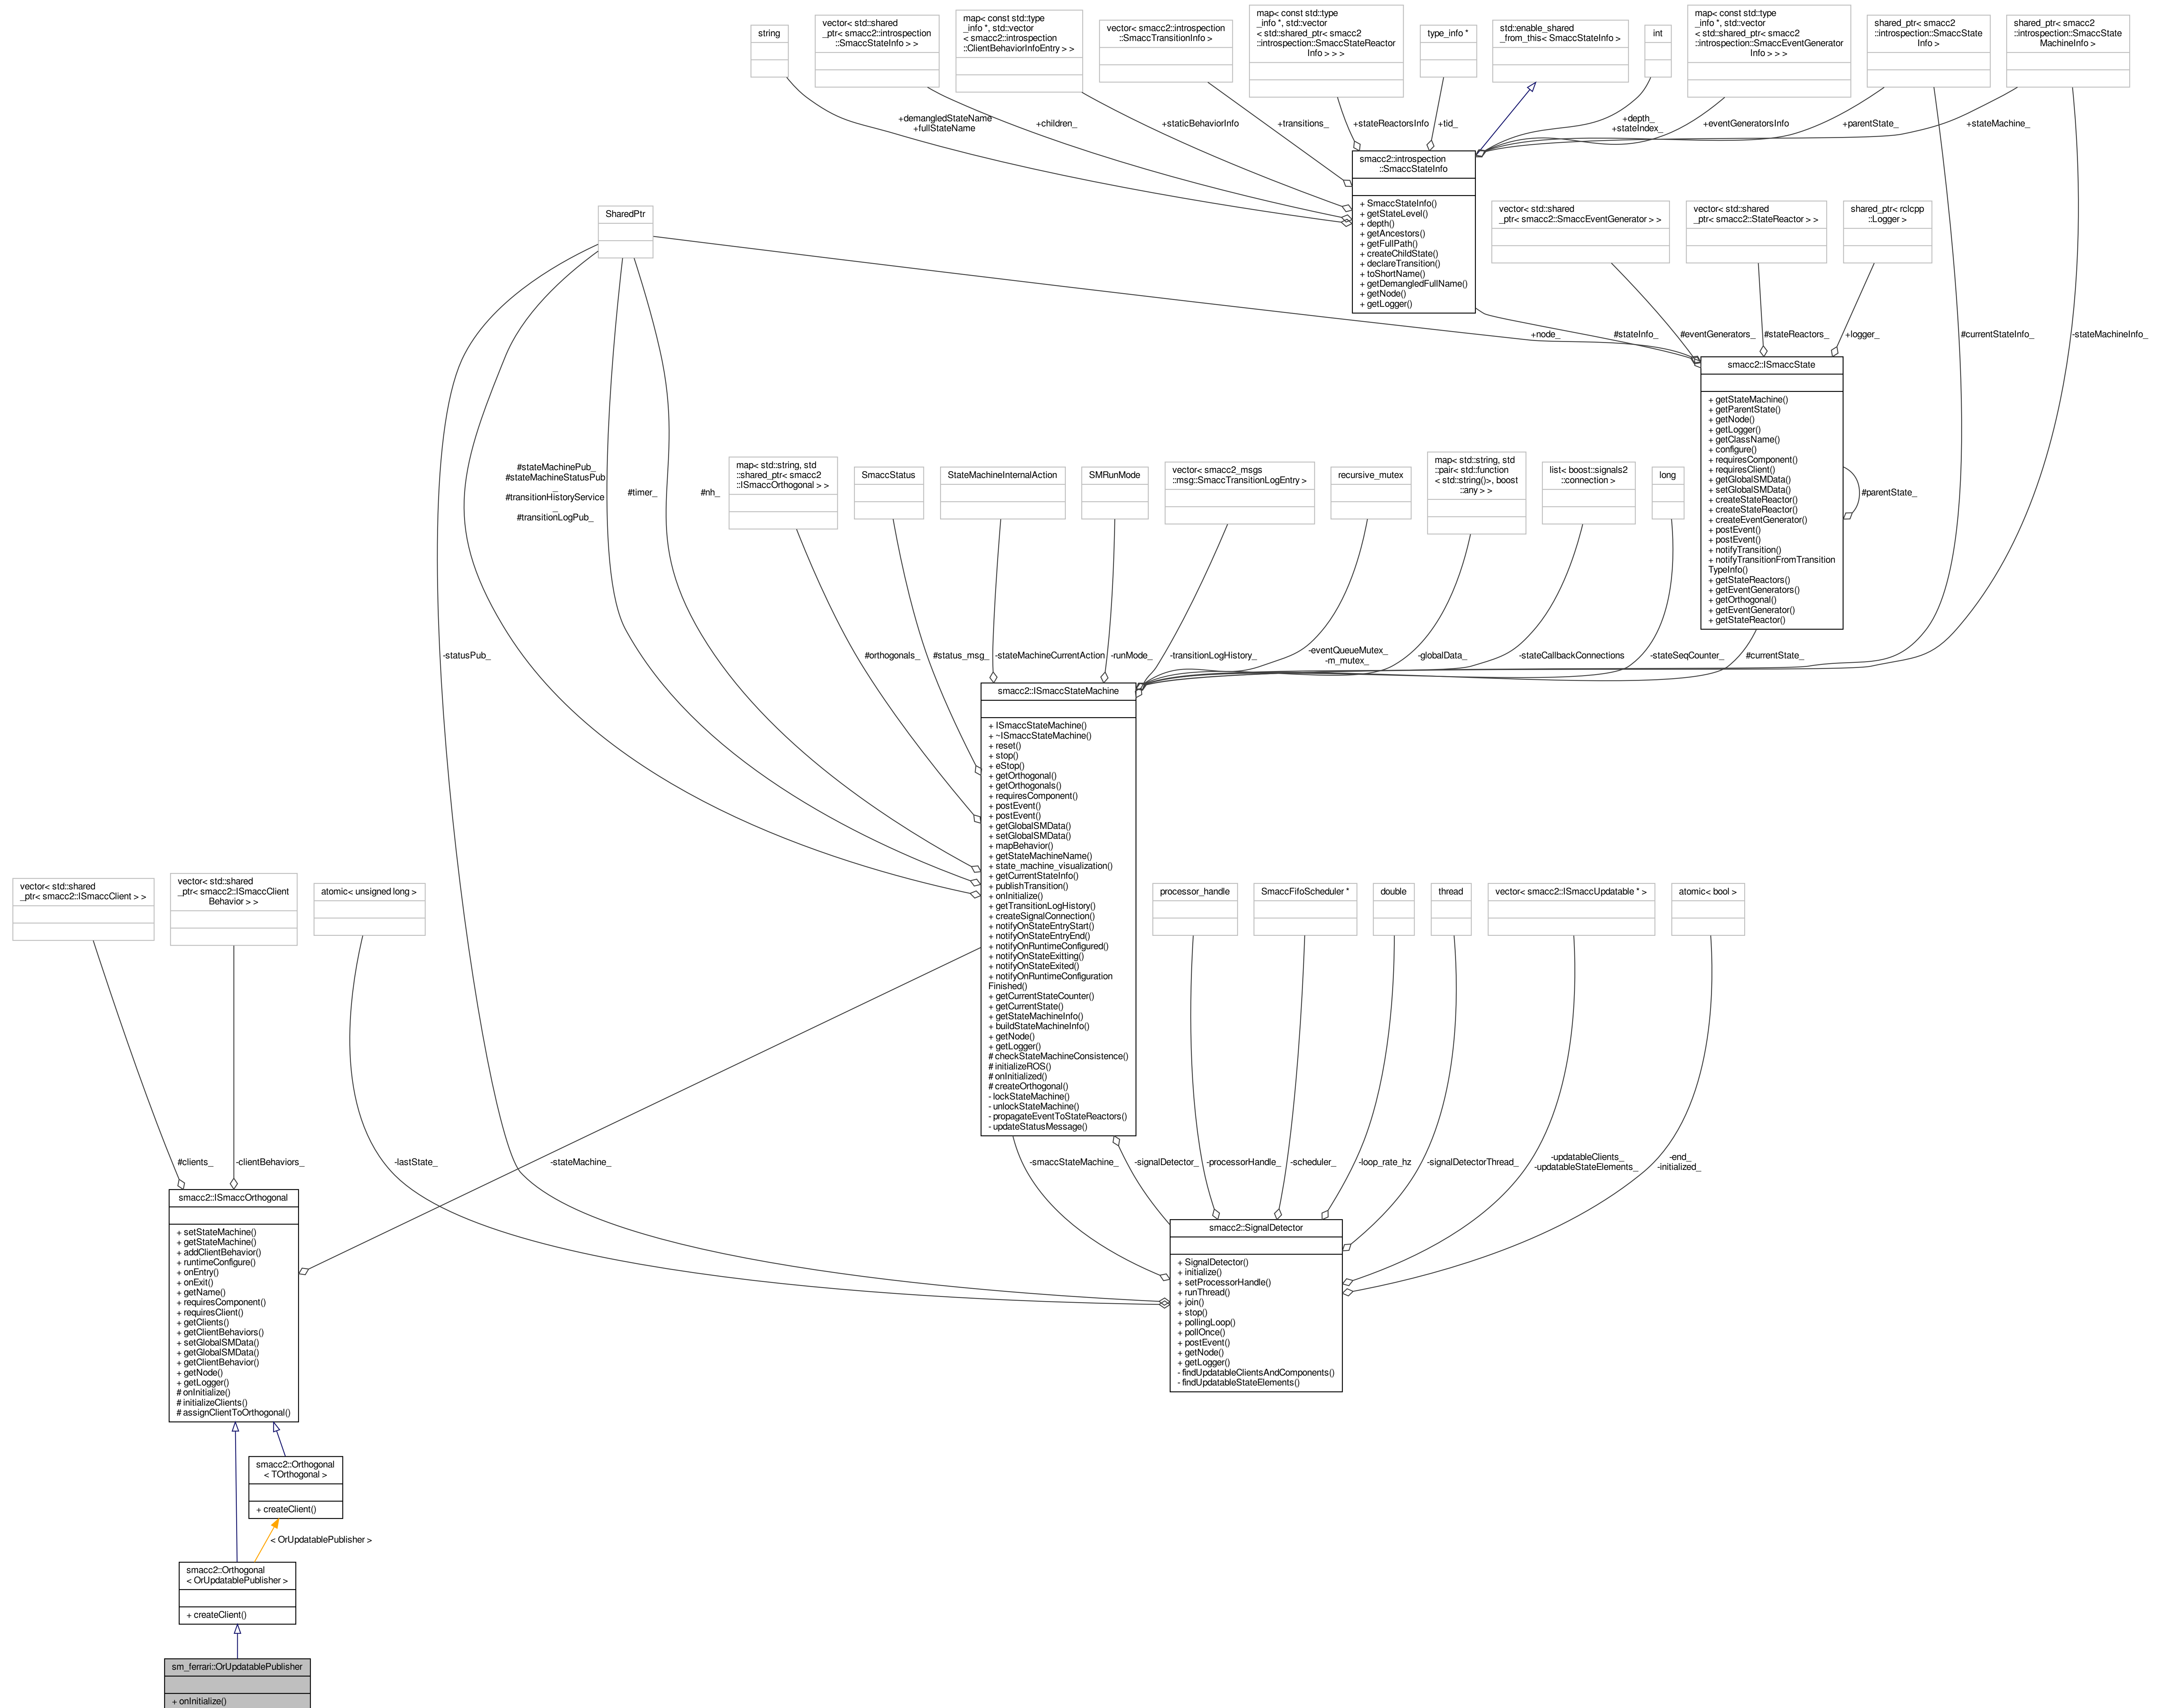 string
vector< std::shared
_ptr< smacc2::introspection
::SmaccStateInfo > >
map< const std::type
_info *, std::vector
< smacc2::introspection
::ClientBehaviorInfoEntry > >
vector< smacc2::introspection
::SmaccTransitionInfo >
map< const std::type
_info *, std::vector
< std::shared_ptr< smacc2
::introspection::SmaccStateReactor
Info > > >
type_info *
std::enable_shared
_from_this< SmaccStateInfo >
int
map< const std::type
_info *, std::vector
< std::shared_ptr< smacc2
::introspection::SmaccEventGenerator
Info > > >
shared_ptr< smacc2
::introspection::SmaccState
Info >
shared_ptr< smacc2
::introspection::SmaccState
MachineInfo >
+demangledStateName
+fullStateName
+children_
+staticBehaviorInfo
+transitions_
+stateReactorsInfo
+tid_
+depth_
+stateIndex_
+eventGeneratorsInfo
+parentState_
+stateMachine_
smacc2::introspection
::SmaccStateInfo
+ SmaccStateInfo()
+ getStateLevel()
+ depth()
+ getAncestors()
+ getFullPath()
+ createChildState()
+ declareTransition()
+ toShortName()
+ getDemangledFullName()
+ getNode()
+ getLogger()
SharedPtr
vector< std::shared
_ptr< smacc2::SmaccEventGenerator > >
vector< std::shared
_ptr< smacc2::StateReactor > >
shared_ptr< rclcpp
::Logger >
+node_
#stateInfo_
#eventGenerators_
#stateReactors_
+logger_
#currentStateInfo_
-stateMachineInfo_
smacc2::ISmaccState
+ getStateMachine()
+ getParentState()
+ getNode()
+ getLogger()
+ getClassName()
+ configure()
+ requiresComponent()
+ requiresClient()
+ getGlobalSMData()
+ setGlobalSMData()
+ createStateReactor()
+ createStateReactor()
+ createEventGenerator()
+ postEvent()
+ postEvent()
+ notifyTransition()
+ notifyTransitionFromTransition
TypeInfo()
+ getStateReactors()
+ getEventGenerators()
+ getOrthogonal()
+ getEventGenerator()
+ getStateReactor()
#parentState_
#stateMachinePub_
#stateMachineStatusPub
_
#transitionHistoryService
_
#transitionLogPub_
#timer_
#nh_
map< std::string, std
::shared_ptr< smacc2
::ISmaccOrthogonal > >
SmaccStatus
StateMachineInternalAction
SMRunMode
vector< smacc2_msgs
::msg::SmaccTransitionLogEntry >
recursive_mutex
map< std::string, std
::pair< std::function
< std::string()>, boost
::any > >
list< boost::signals2
::connection >
long
-statusPub_
#orthogonals_
#status_msg_
-stateMachineCurrentAction
-runMode_
-transitionLogHistory_
-eventQueueMutex_
-m_mutex_
-globalData_
-stateCallbackConnections
-stateSeqCounter_
#currentState_
smacc2::ISmaccStateMachine
+ ISmaccStateMachine()
+ ~ISmaccStateMachine()
+ reset()
+ stop()
+ eStop()
+ getOrthogonal()
+ getOrthogonals()
+ requiresComponent()
+ postEvent()
+ postEvent()
+ getGlobalSMData()
+ setGlobalSMData()
+ mapBehavior()
+ getStateMachineName()
+ state_machine_visualization()
+ getCurrentStateInfo()
+ publishTransition()
+ onInitialize()
+ getTransitionLogHistory()
+ createSignalConnection()
+ notifyOnStateEntryStart()
+ notifyOnStateEntryEnd()
+ notifyOnRuntimeConfigured()
+ notifyOnStateExitting()
+ notifyOnStateExited()
+ notifyOnRuntimeConfiguration
Finished()
+ getCurrentStateCounter()
+ getCurrentState()
+ getStateMachineInfo()
+ buildStateMachineInfo()
+ getNode()
+ getLogger()
# checkStateMachineConsistence()
# initializeROS()
# onInitialized()
# createOrthogonal()
- lockStateMachine()
- unlockStateMachine()
- propagateEventToStateReactors()
- updateStatusMessage()
vector< std::shared
_ptr< smacc2::ISmaccClient > >
vector< std::shared
_ptr< smacc2::ISmaccClient
Behavior > >
atomic< unsigned long >
processor_handle
SmaccFifoScheduler *
double
thread
vector< smacc2::ISmaccUpdatable * >
atomic< bool >
#clients_
-clientBehaviors_
-lastState_
-stateMachine_
-smaccStateMachine_
-signalDetector_
-processorHandle_
-scheduler_
-loop_rate_hz
-signalDetectorThread_
-updatableClients_
-updatableStateElements_
-end_
-initialized_
smacc2::ISmaccOrthogonal
+ setStateMachine()
+ getStateMachine()
+ addClientBehavior()
+ runtimeConfigure()
+ onEntry()
+ onExit()
+ getName()
+ requiresComponent()
+ requiresClient()
+ getClients()
+ getClientBehaviors()
+ setGlobalSMData()
+ getGlobalSMData()
+ getClientBehavior()
+ getNode()
+ getLogger()
# onInitialize()
# initializeClients()
# assignClientToOrthogonal()
smacc2::SignalDetector
+ SignalDetector()
+ initialize()
+ setProcessorHandle()
+ runThread()
+ join()
+ stop()
+ pollingLoop()
+ pollOnce()
+ postEvent()
+ getNode()
+ getLogger()
- findUpdatableClientsAndComponents()
- findUpdatableStateElements()
smacc2::Orthogonal
< TOrthogonal >
+ createClient()
< OrUpdatablePublisher >
smacc2::Orthogonal
< OrUpdatablePublisher >
+ createClient()
sm_ferrari::OrUpdatablePublisher
+ onInitialize()